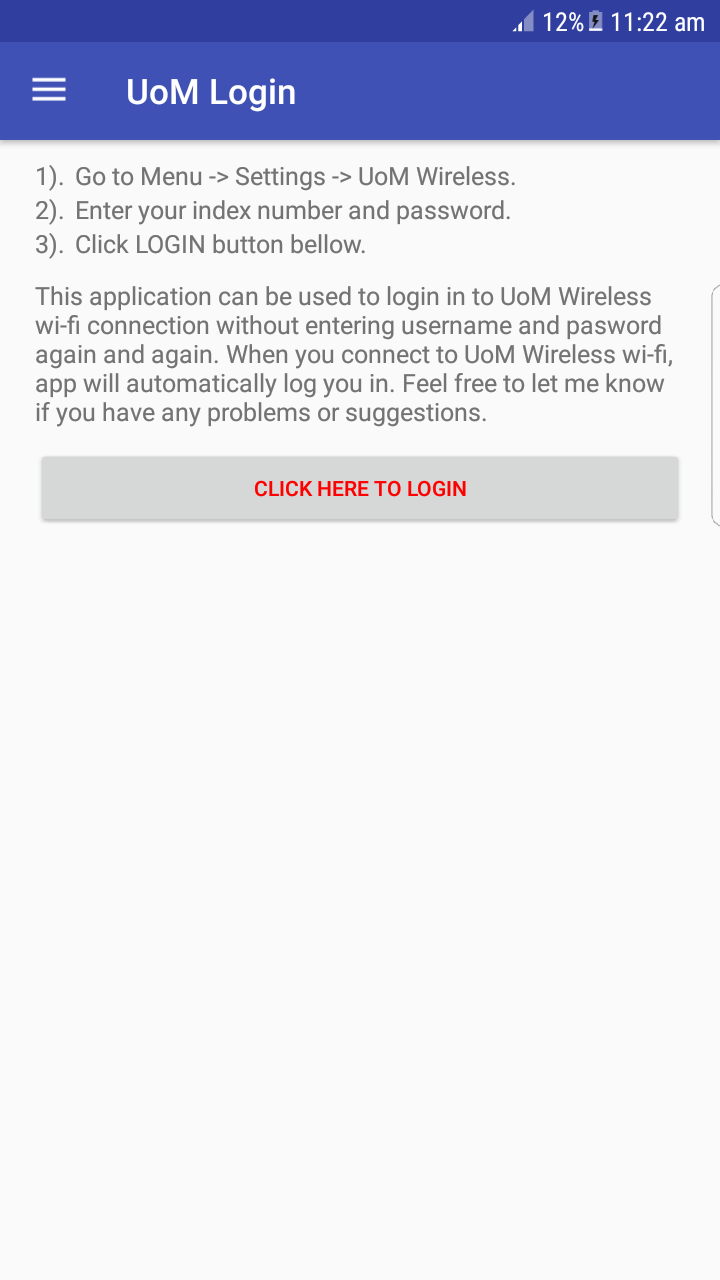 12% 11:22 am
UoM Login
1). Go to Menu -> Settings -> UoM Wireless.
2). Enter your index number and password.
3). Click LOGIN button bellow.
This application can be used to login in to UoM Wireless
wi-fi connection without entering username and pasword
again and again. When you connect to UoM Wireless wi-fi,
app will automatically log you in. Feel free to let me know
if you have any problems or suggestions.
CLICK HERE TO LOGIN